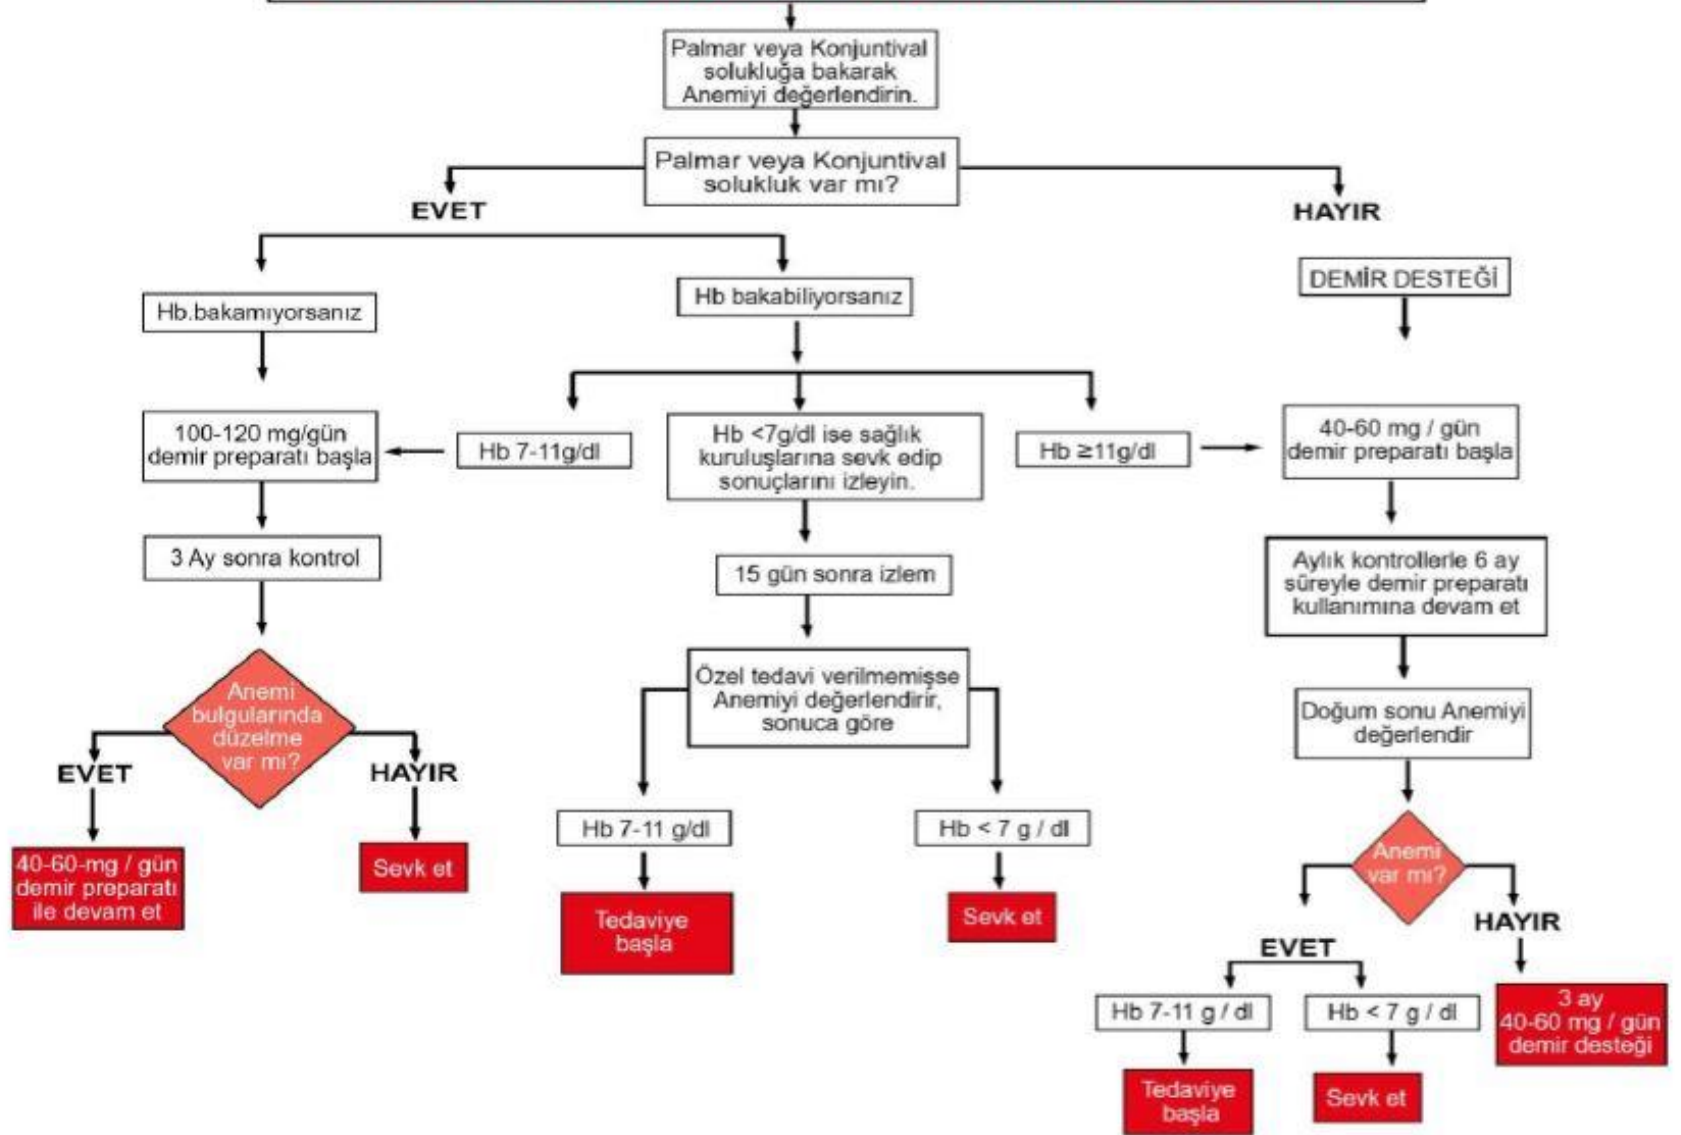 Palmar veya Konjuntival
solukluğa bakarak
Anemiyi değerlendirin.
Palmar veya Konjuntival
solukluk var mı?
EVET
HAYIR
Hb.bakamıyorsanız
Hb bakabiliyorsanız
DEMİR DESTEĞİ
100-120 mg/gün
demir preparatı başla
Hb 7-11g/dl
Hb <7g/dl ise sağlık
kuruluşlarına sevk edip
sonuçlarını izleyin.
Hb ≥11g/dl
40-60 mg / gün
demir preparatı başla
3 Ay sonra kontrol
15 gün sonra izlem
Aylık kontrollerle 6 ay
süreyle demir preparatı
kullanımına devam et
Anemi
bulgularında
düzelme
var mı?
EVET
HAYIR
Özel tedavi verilmemişse
Anemiyi değerlendirir,
sonuca göre
Doğum sonu Anemiyi
değerlendir
40-60-mg / gün
demir preparatı
ile devam et
Sevk et
Hb 7-11 g/dl
Hb < 7 g / dl
Tedaviye
başla
Sevk et
Anemi
var mı?
EVET
HAYIR
Hb 7-11 g / dl
Hb < 7 g / dl
3 ay
40-60 mg / gün
demir desteği
Tedaviye
başla
Sevk et